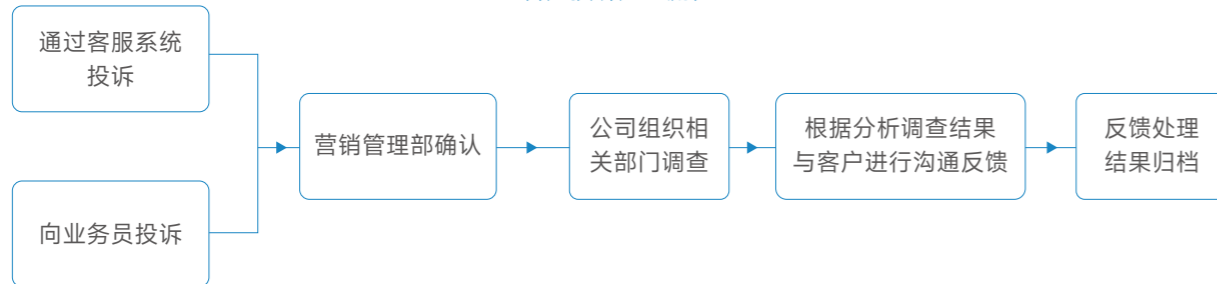 通过客服系统
投诉
向业务员投诉
营销管理部确认
公司组织相
关部门调查
根据分析调查结果
与客户进行沟通反馈
反馈处理
结果归档